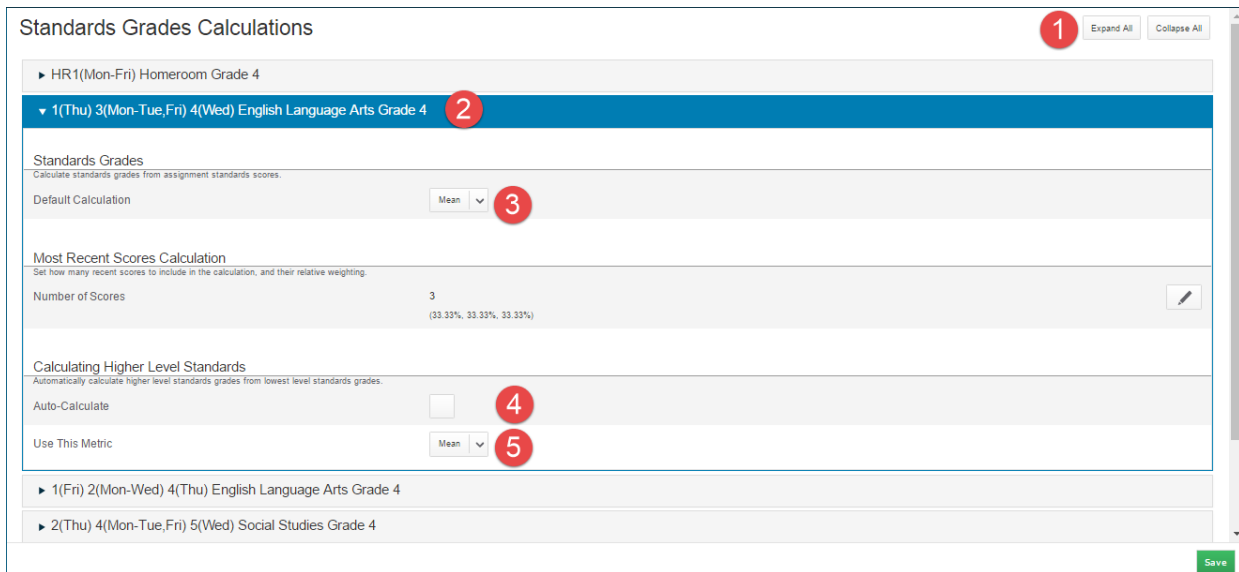 Standards Grades Calculations
1 Expand All Collapse All
HR1(Mon-Fri) Homeroom Grade 4
1(Thu) 3(Mon-Tue,Fri) 4(Wed) English Language Arts Grade 4 2
Standards Grades
Calculate standards grades from assignment standards scores.
Default Calculation Mean 3
Most Recent Scores Calculation
Set how many recent scores to include in the calculation, and their relative weighting.
Number of Scores 3
(33.33%, 33.33%, 33.33%)
Calculating Higher Level Standards
Automatically calculate higher level standards grades from lowest level standards grades.
Auto-Calculate 4
Use This Metric Mean 5
1(Fri) 2(Mon-Wed) 4(Thu) English Language Arts Grade 4
2(Thu) 4(Mon-Tue,Fri) 5(Wed) Social Studies Grade 4
Save